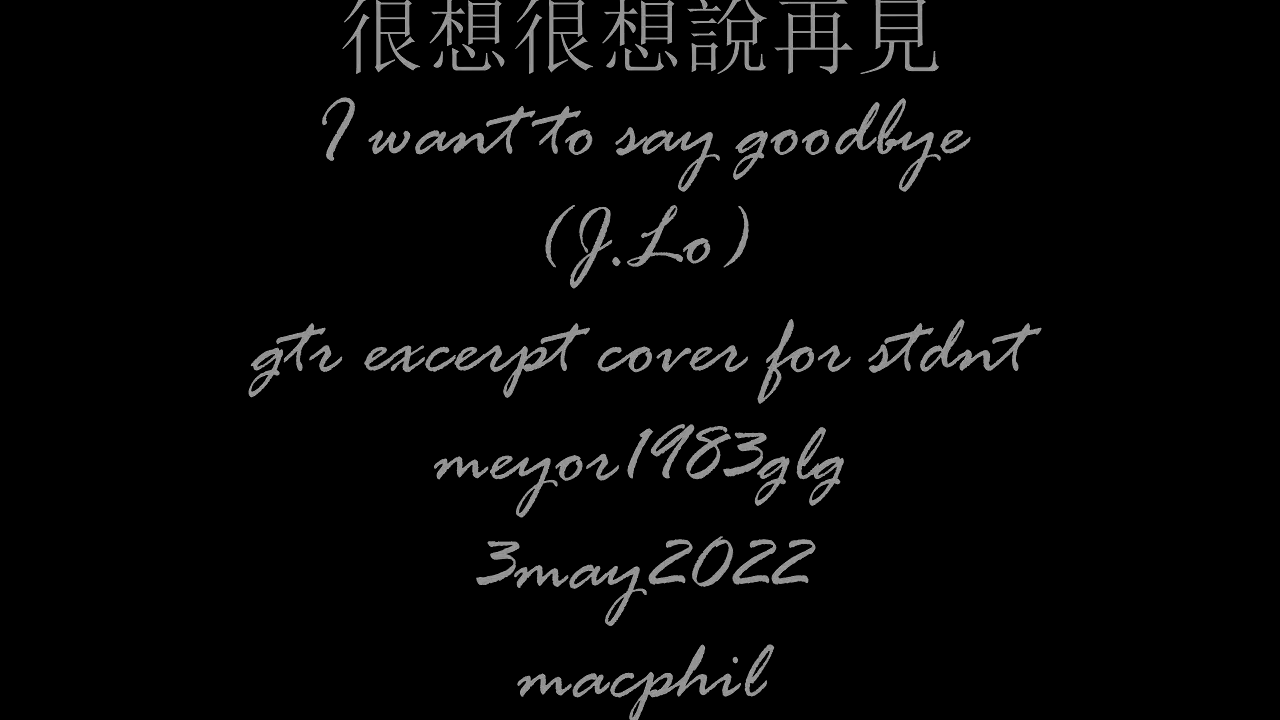 很想很想說再見
I want to say goodbye
(J.Lo)
gtr excerpt cover for stdnt
meyor1983glg
3may2022
macphil